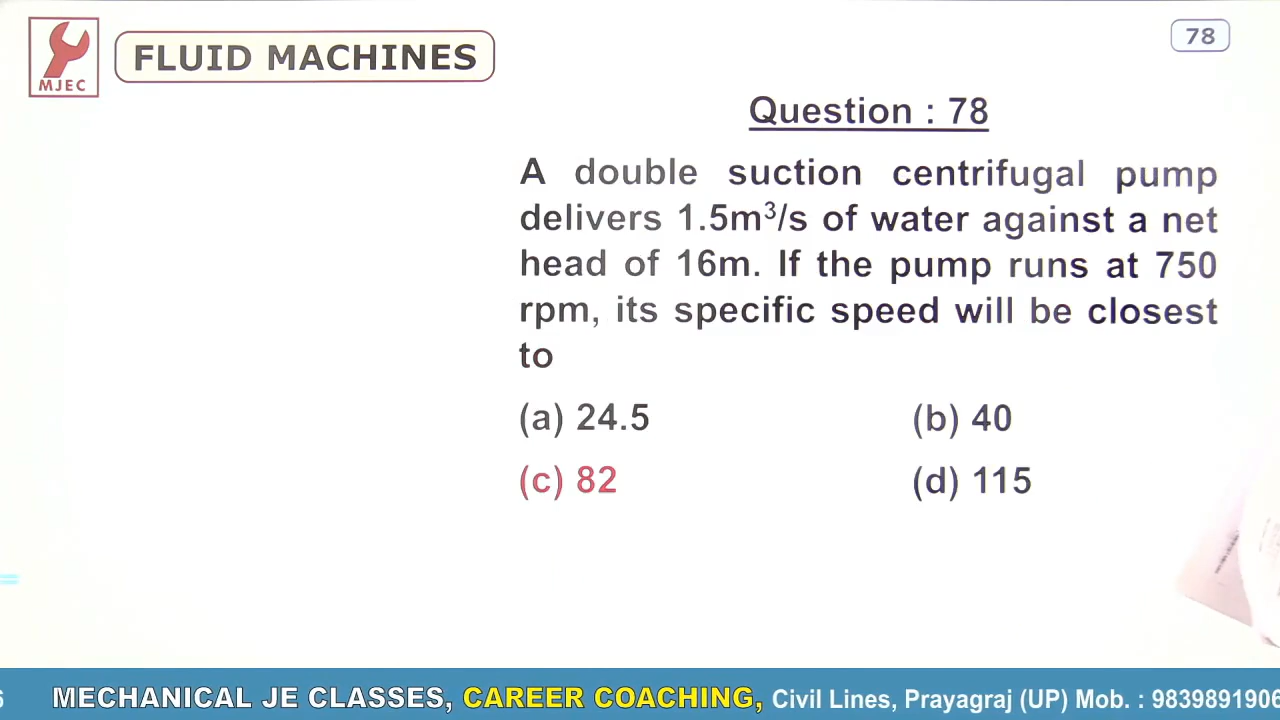 MJEC
FLUID MACHINES
78
Question : 78
A double suction centrifugal pump
delivers 1.5m³/s of water against a net
head of 16m. If the pump runs at 750
rpm, its specific speed will be closest
to
(a) 24.5 (b) 40
(c) 82 (d) 115
6 MECHANICAL JE CLASSES, CAREER COACHING, Civil Lines, Prayagraj (UP) Mob. : 9839891906